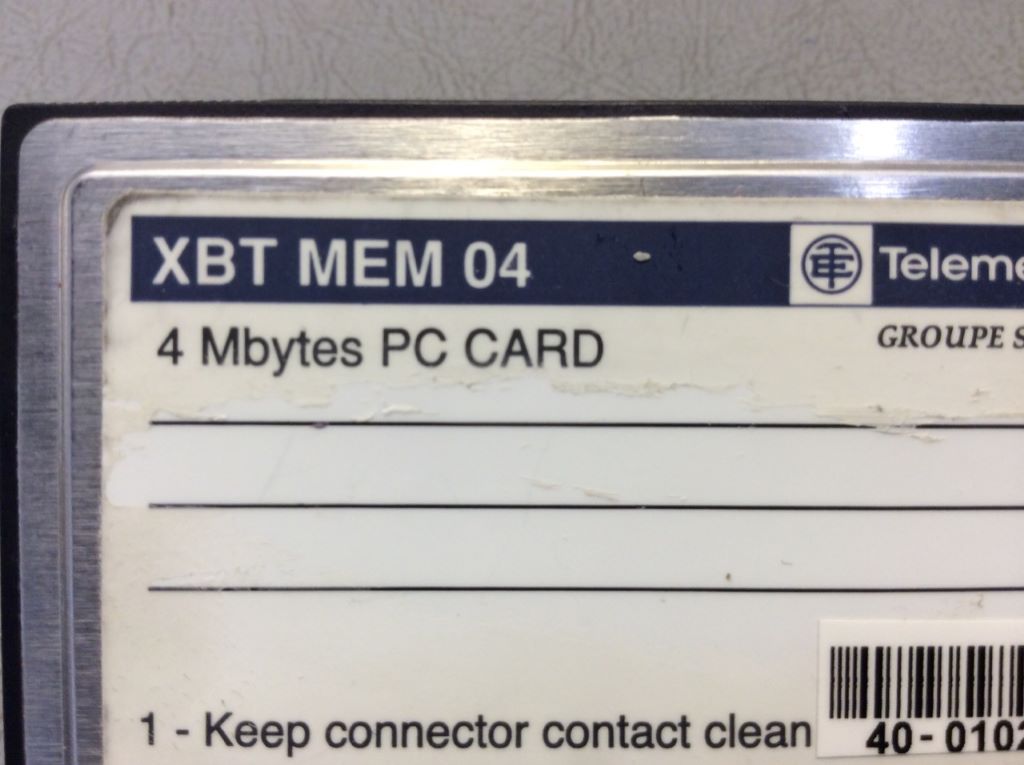 XBT MEM 04
Teleme
4 Mbytes PC CARD
GROUPE S
1 - Keep connector contact clean
40-0102